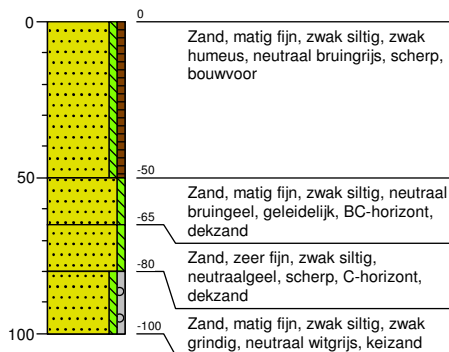 0
0
Zand, matig fijn, zwak siltig, zwak
humeus, neutraal bruingrijs, scherp,
bouwvoor
50
-50
Zand, matig fijn, zwak siltig, neutraal
bruingeel, geleidelijk, BC-horizont,
dekzand
-65
Zand, zeer fijn, zwak siltig,
neutraalgeel, scherp, C-horizont,
dekzand
-80
Zand, matig fijn, zwak siltig, zwak
grindig, neutraal witgrijs, keizand
100
-100